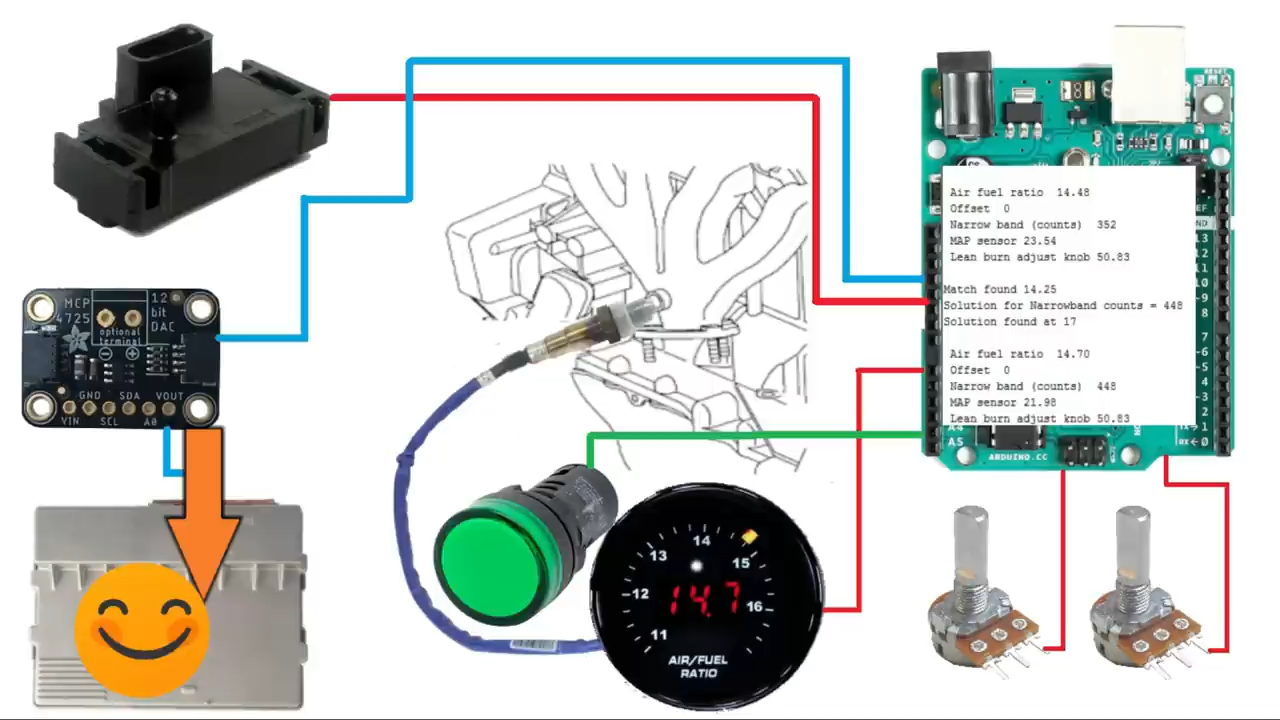 MCP
4725
12
bit
DAC
optional
terminal
GND SDA VOUT
VIN SCL A0
RESET
EF
ND
13
12
11
~10
~9
8
7
~6
~5
4
~3
2
TX→1
RX←0
A4
A5
ARDUINO.CC
Air fuel ratio 14.48
Offset 0
Narrow band (counts) 352
MAP sensor 23.54
Lean burn adjust knob 50.83
Match found 14.25
Solution for Narrowband counts = 448
Solution found at 17
Air fuel ratio 14.70
Offset 0
Narrow band (counts) 448
MAP sensor 21.98
Lean burn adjust knob 50.83
11
12
13
14
15
16
14.7
AIR/FUEL
RATIO